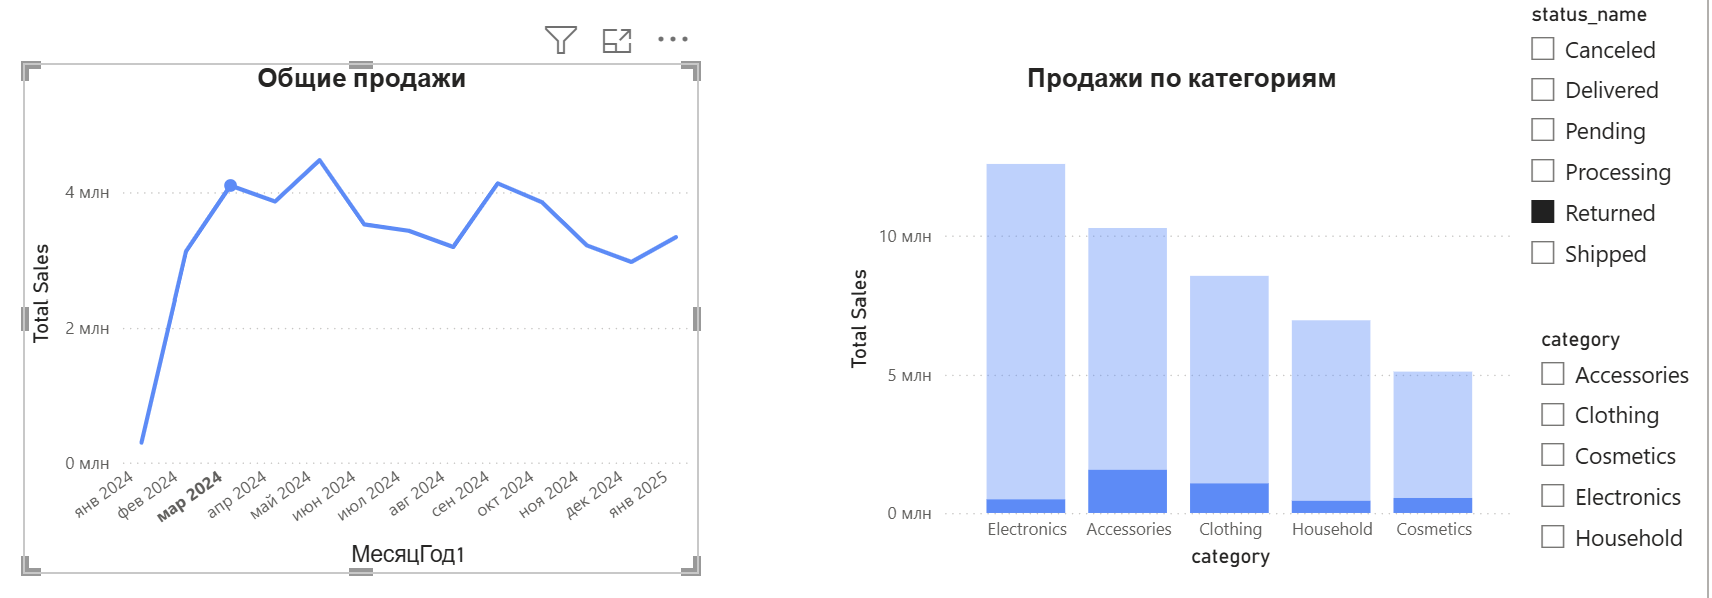 Общие продажи
4 млн
2 млн
0 млн
Total Sales
янв 2024
фев 2024
мар 2024
апр 2024
май 2024
июн 2024
июл 2024
авг 2024
сен 2024
окт 2024
ноя 2024
дек 2024
янв 2025
МесяцГод1
Продажи по категориям
10 млн
5 млн
0 млн
Total Sales
Electronics
Accessories
Clothing
Household
Cosmetics
category
status_name
Canceled
Delivered
Pending
Processing
Returned
Shipped
category
Accessories
Clothing
Cosmetics
Electronics
Household